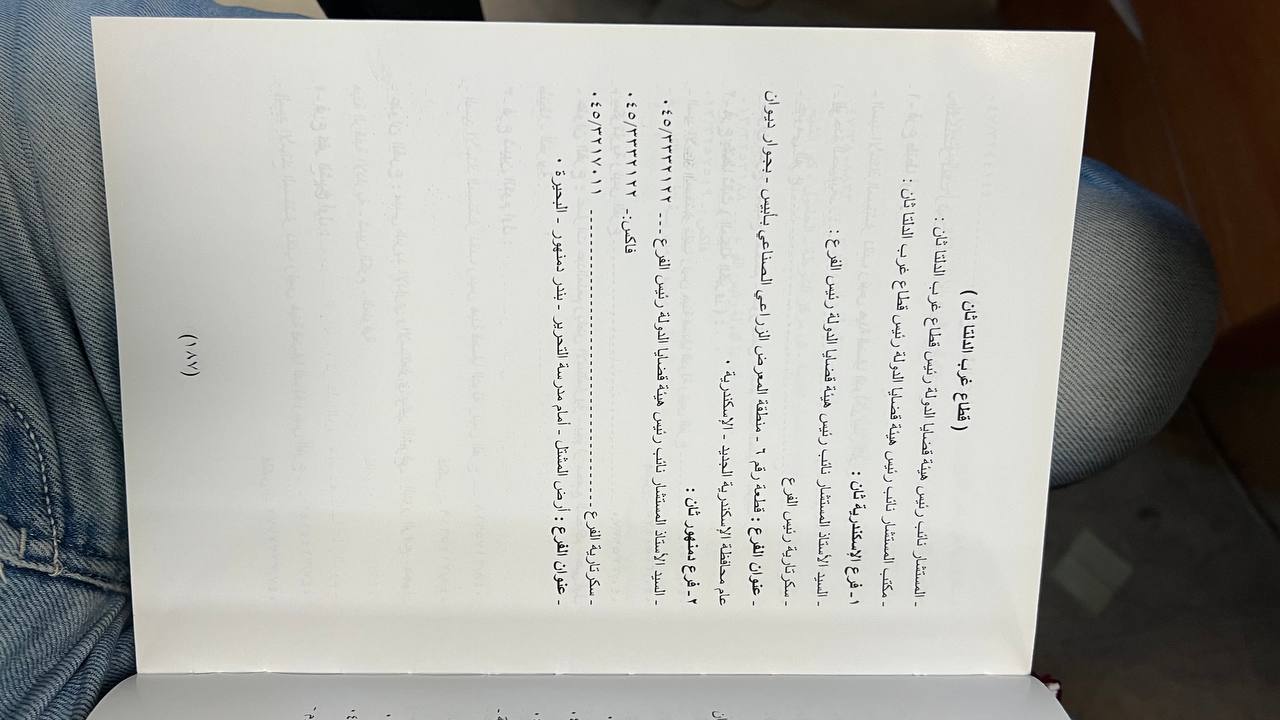 ( قطاع غرب الدلتا ثان )
- المستشار نائب رئيس هيئة قضايا الدولة رئيس قطاع غرب الدلتا ثان :
- مكتب المستشار نائب رئيس هيئة قضايا الدولة رئيس قطاع غرب الدلتا ثان :
١ - فرع الإسكندرية ثان :
- السيد الأستاذ المستشار نائب رئيس هيئة قضايا الدولة رئيس الفرع :
- سكرتارية رئيس الفرع
- عنوان الفرع : قطعة رقم ٦ - منطقة المعرض الزراعي الصناعي بأبيس - بجوار ديوان
عام محافظة الإسكندرية الجديد - الإسكندرية .
٢ - فرع دمنهور ثان :
- السيد الأستاذ المستشار نائب رئيس هيئة قضايا الدولة رئيس الفرع --- ٠٤٥/٣٣٣٢١٢٢
فاكس:- ٠٤٥/٣٣٣٢١٢٢
- سكرتارية الفرع ------------------------------ ٠٤٥/٣٢١٧٠١١
- عنوان الفرع : أرض المشتل - أمام مدرسة التحرير - بندر دمنهور - البحيرة .
(١٨٧)